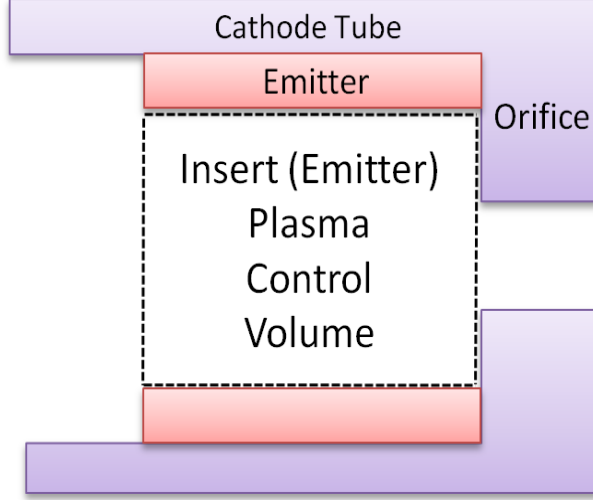 Cathode Tube
Emitter
Orifice
Insert (Emitter)
Plasma
Control
Volume